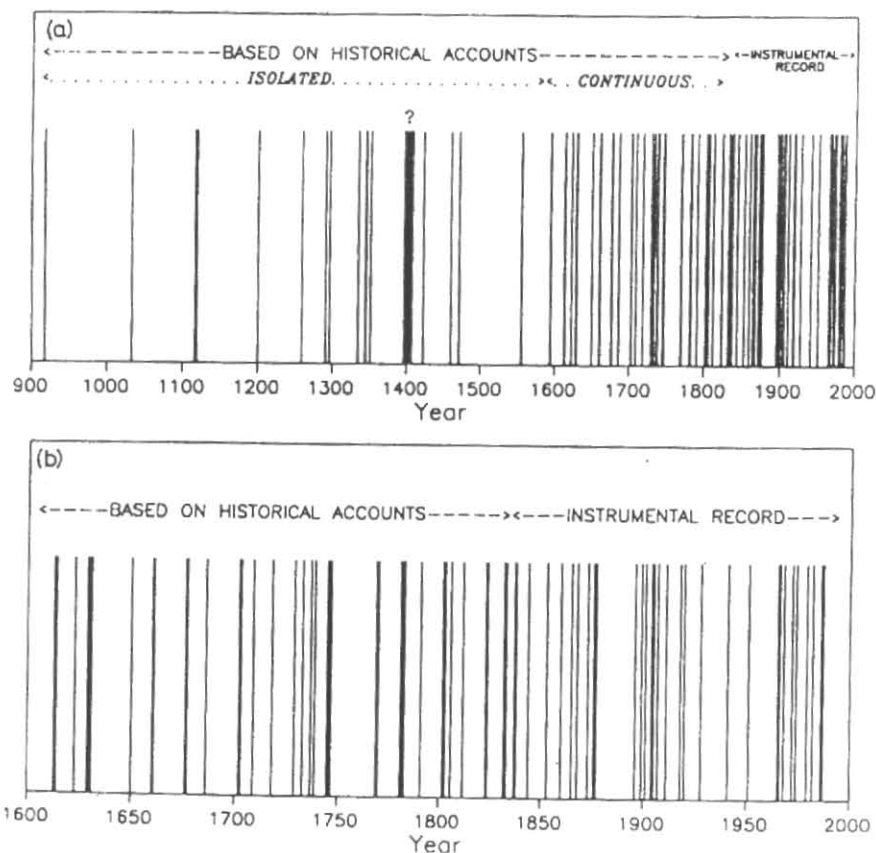 (a)
<-----------BASED ON HISTORICAL ACCOUNTS----------->
<-INSTRUMENTAL->
RECORD
<. . . . . . . . . . . . ISOLATED. . . . . . . . . . . . >
<. . CONTINUOUS. . >
?
900 1000 1100 1200 1300 1400 1500 1600 1700 1800 1900 2000
Year
(b)
<-----BASED ON HISTORICAL ACCOUNTS------>
<----INSTRUMENTAL RECORD---->
1600 1650 1700 1750 1800 1850 1900 1950 2000
Year